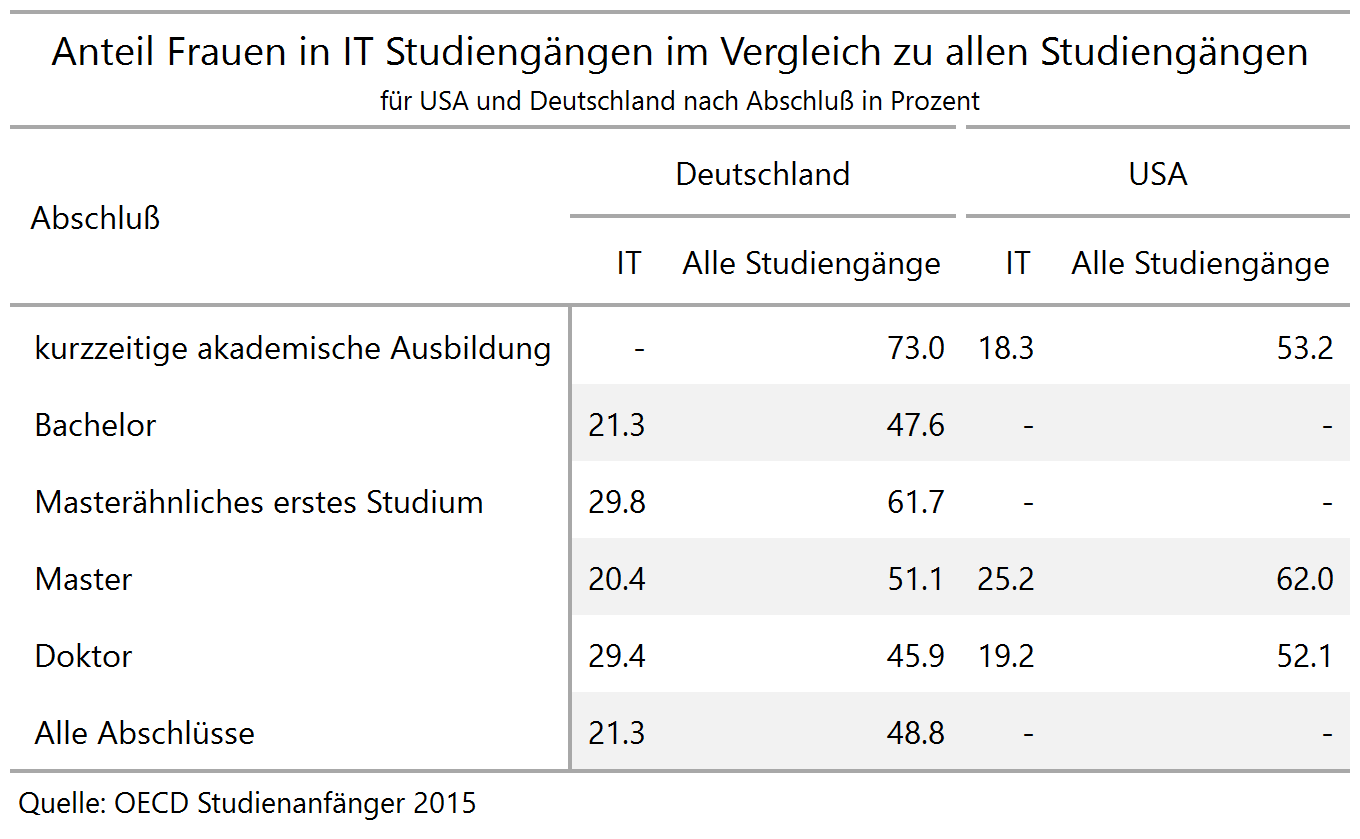 Anteil Frauen in IT Studiengängen im Vergleich zu allen Studiengängen
für USA und Deutschland nach Abschluß in Prozent
Abschluß
Deutschland USA
IT Alle Studiengänge IT Alle Studiengänge
kurzzeitige akademische Ausbildung - 73.0 18.3 53.2
Bachelor 21.3 47.6 - -
Masterähnliches erstes Studium 29.8 61.7 - -
Master 20.4 51.1 25.2 62.0
Doktor 29.4 45.9 19.2 52.1
Alle Abschlüsse 21.3 48.8 - -
Quelle: OECD Studienanfänger 2015